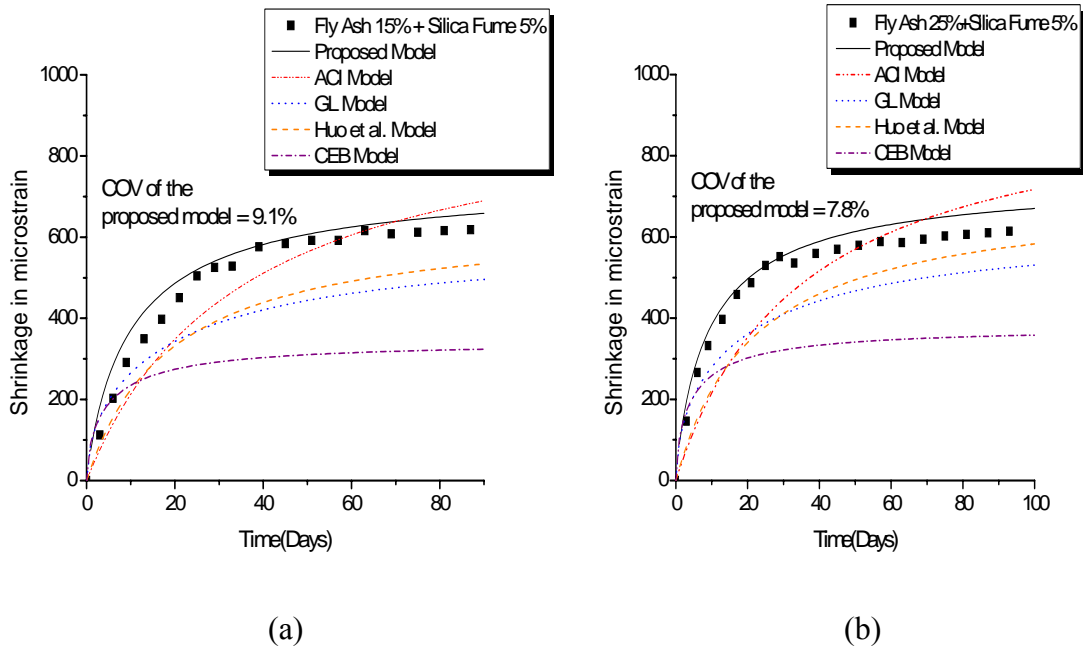 Fly Ash 15% + Silica Fume 5%
Proposed Model
ACI Model
GL Model
Huo et al. Model
CEB Model
COV of the
proposed model = 9.1%
1000
800
600
400
200
0
0
20
40
60
80
Shrinkage in microstrain
Time(Days)
(a)
Fly Ash 25%+Silica Fume 5%
Proposed Model
ACI Model
GL Model
Huo et al. Model
CEB Model
COV of the
proposed model = 7.8%
1000
800
600
400
200
0
0
20
40
60
80
100
Shrinkage in microstrain
Time(Days)
(b)